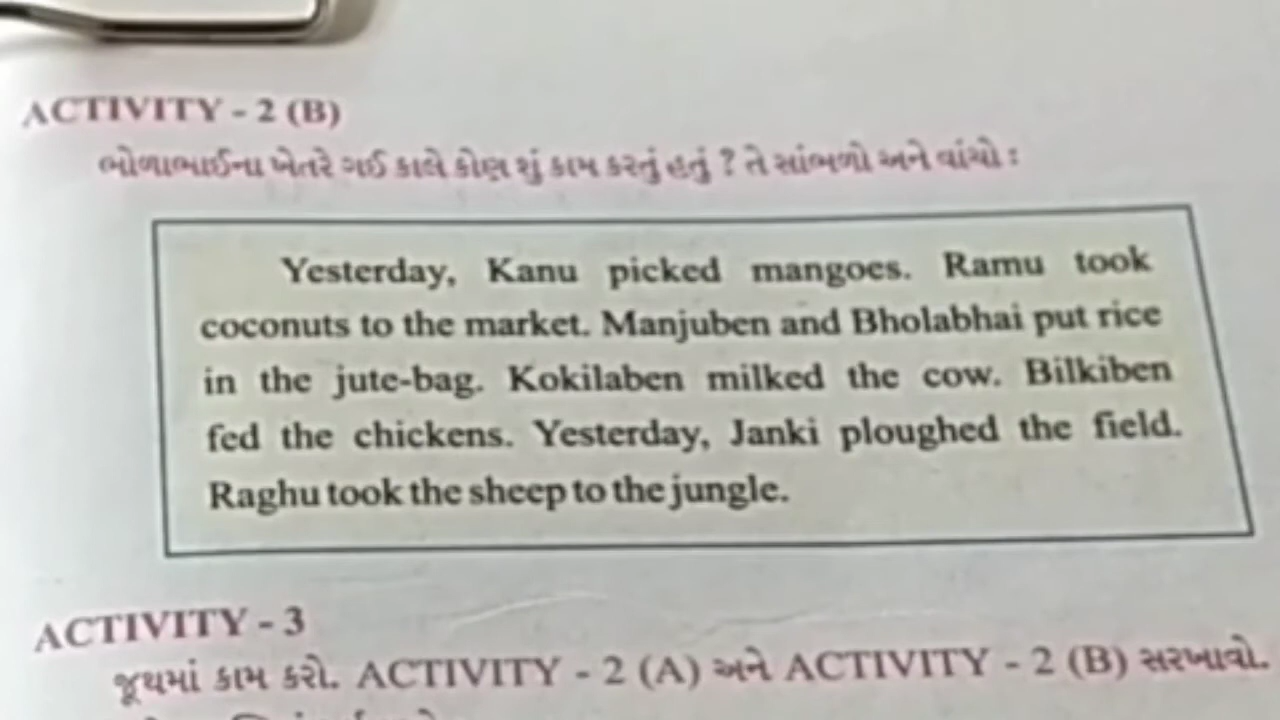 ACTIVITY - 2 (B)
ભોળાભાઈના ખેતરે ગઈ કાલે કોણ શું કામ કરતું હતું ? તે સાંભળો અને વાંચો :
Yesterday, Kanu picked mangoes. Ramu took
coconuts to the market. Manjuben and Bholabhai put rice
in the jute-bag. Kokilaben milked the cow. Bilkiben
fed the chickens. Yesterday, Janki ploughed the field.
Raghu took the sheep to the jungle.
ACTIVITY - 3
જૂથમાં કામ કરો. ACTIVITY - 2 (A) અને ACTIVITY - 2 (B) સરખાવો.